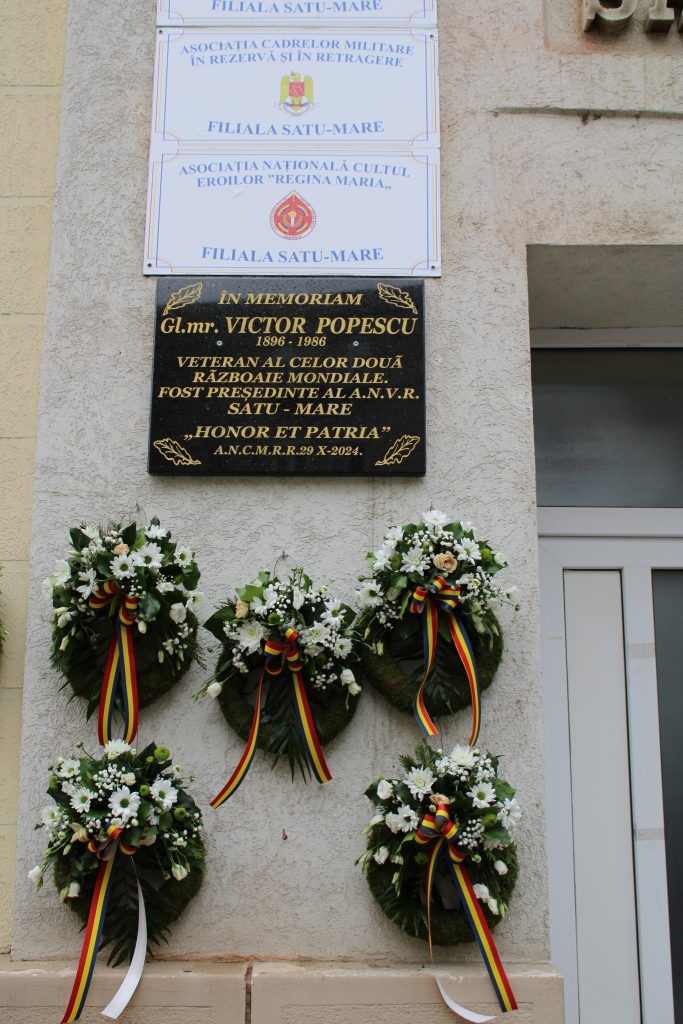 FILIALA SATU-MARE
ASOCIAȚIA CADRELOR MILITARE
ÎN REZERVĂ ȘI ÎN RETRAGERE
FILIALA SATU-MARE
ASOCIAȚIA NAȚIONALĂ CULTUL
EROILOR "REGINA MARIA„
FILIALA SATU-MARE
ÎN MEMORIAM
Gl.mr. VICTOR POPESCU
1896 - 1986
VETERAN AL CELOR DOUÃ
RÃZBOAIE MONDIALE.
FOST PREȘEDINTE AL A.N.V.R.
SATU - MARE
„HONOR ET PATRIA”
A.N.C.M.R.R.29 X-2024.